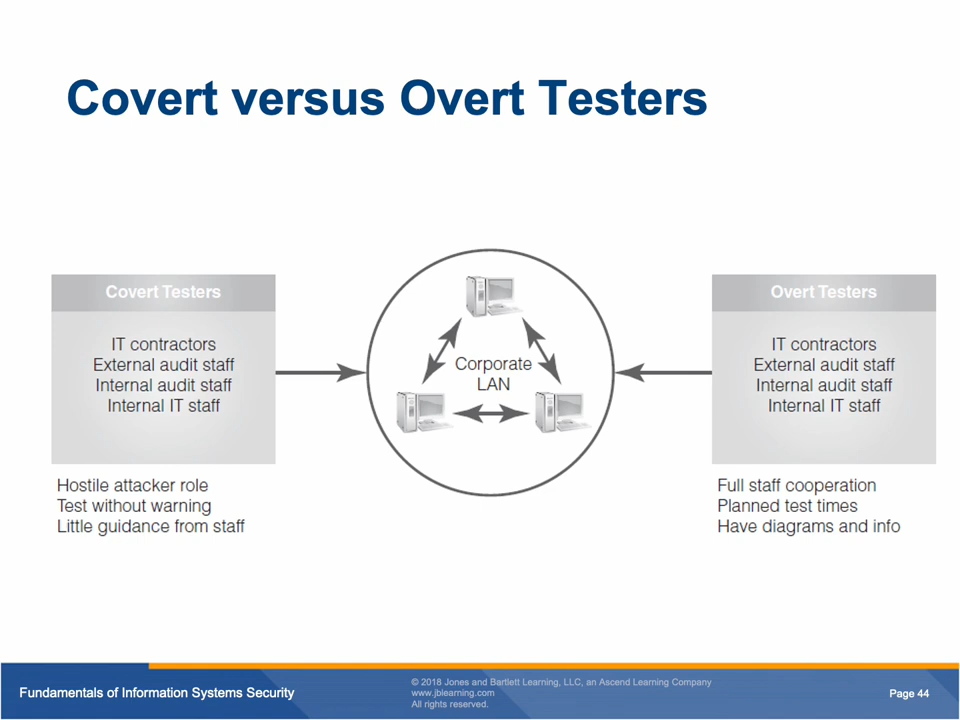 Covert versus Overt Testers
Covert Testers
IT contractors
External audit staff
Internal audit staff
Internal IT staff
Hostile attacker role
Test without warning
Little guidance from staff
Corporate
LAN
Overt Testers
IT contractors
External audit staff
Internal audit staff
Internal IT staff
Full staff cooperation
Planned test times
Have diagrams and info
Fundamentals of Information Systems Security
© 2018 Jones and Bartlett Learning, LLC, an Ascend Learning Company
www.jblearning.com
All rights reserved.
Page 44